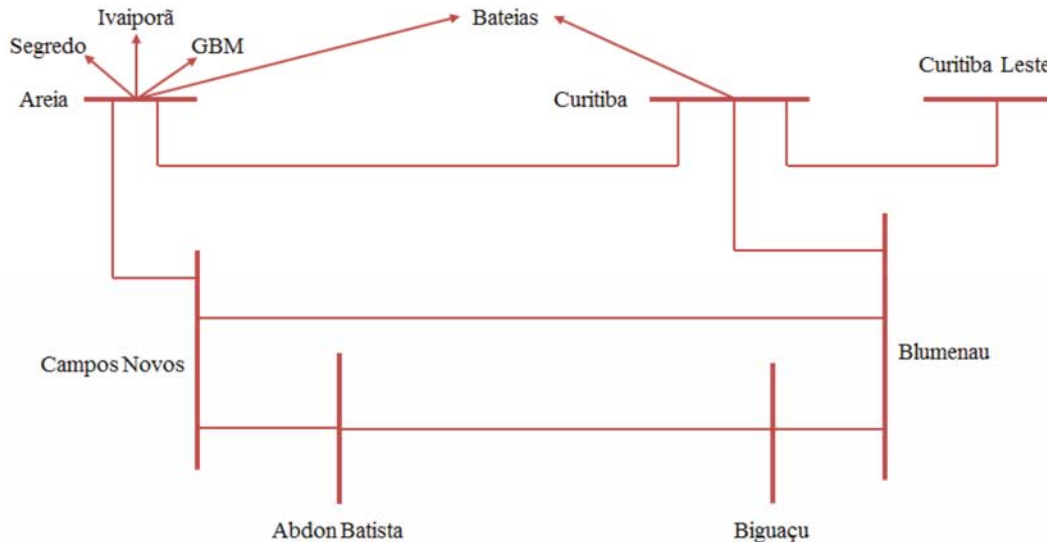 Ivaiporã
Bateias
Segredo
GBM
Curitiba Leste
Areia
Curitiba
Campos Novos
Blumenau
Abdon Batista
Biguaçu